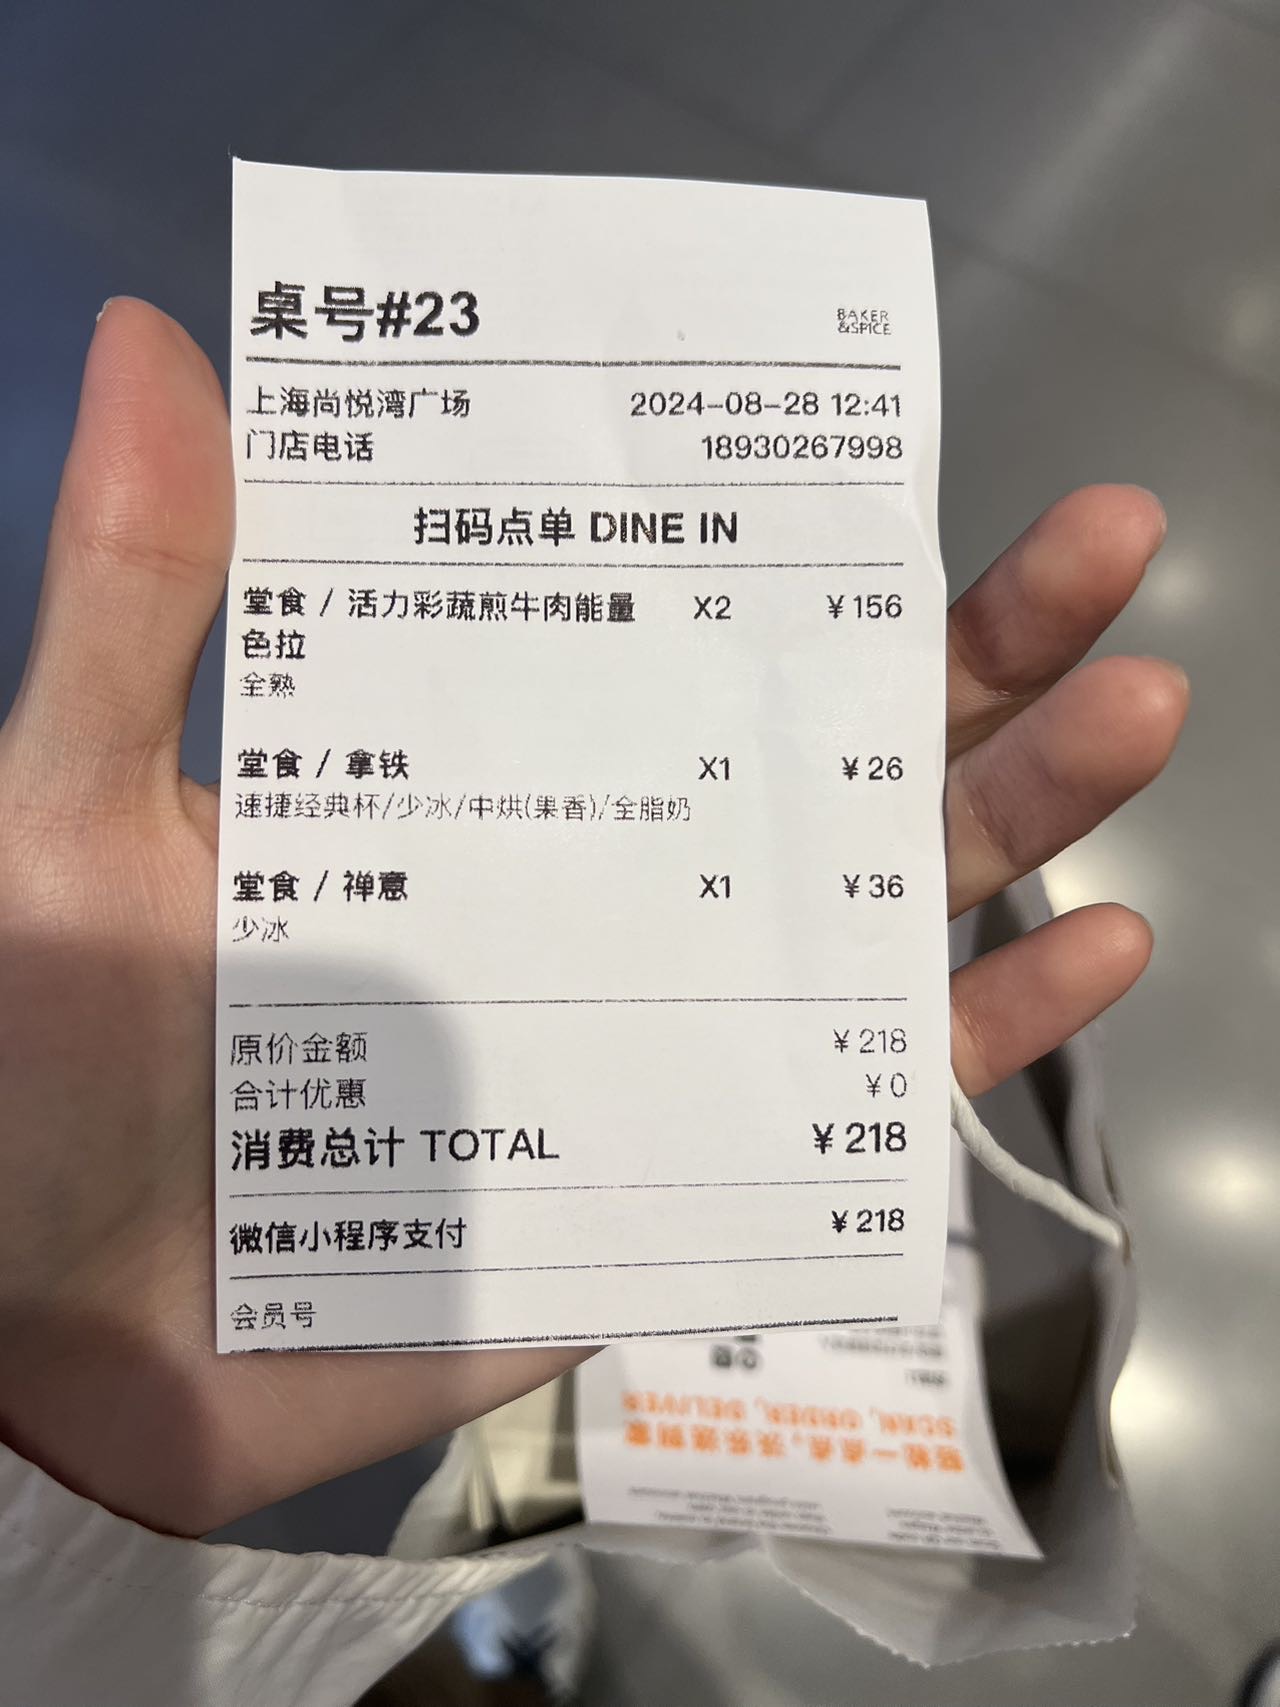 桌号#23
BAKER
&SPICE
上海尚悦湾广场 2024-08-28 12:41
门店电话 18930267998
扫码点单 DINE IN
堂食 / 活力彩蔬煎牛肉能量 X2 ¥156
色拉
全熟
堂食 / 拿铁 X1 ¥26
速捷经典杯/少冰/中烘(果香)/全脂奶
堂食 / 禅意 X1 ¥36
少冰
原价金额 ¥218
合计优惠 ¥0
消费总计 TOTAL ¥218
微信小程序支付 ¥218
会员号
SCAN, ORDER, DELIVER